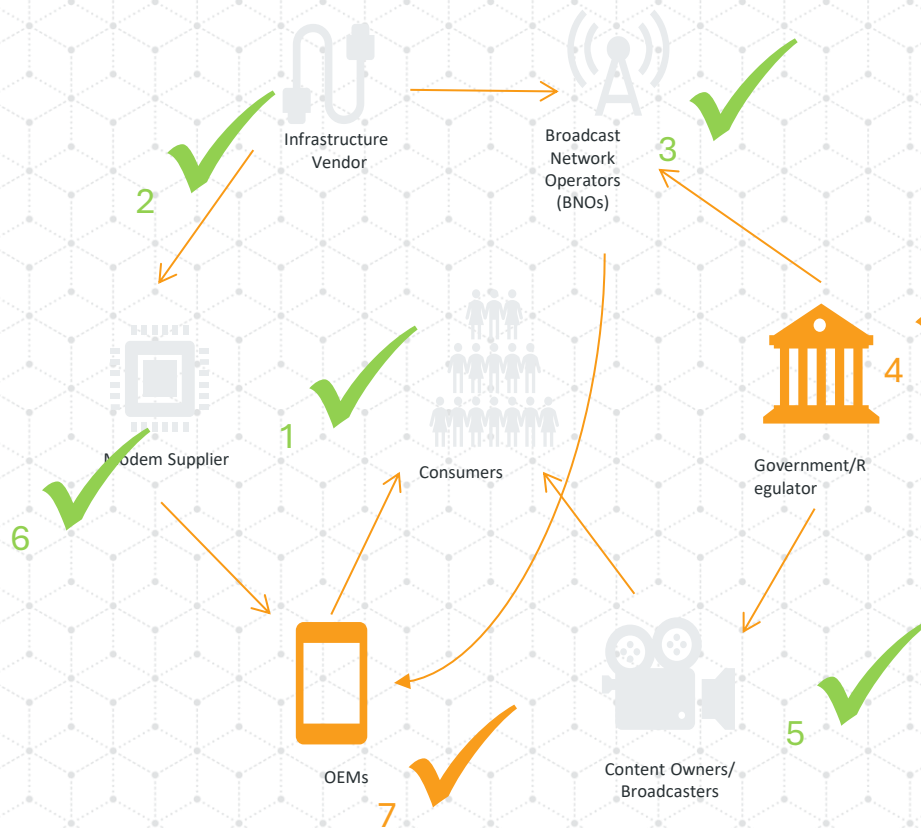 Infrastructure
Vendor
Broadcast
Network
Operators
(BNOs)
3
2
4
1
Modem Supplier
Consumers
Government/R
egulator
6
5
OEMs
Content Owners/
Broadcasters
7